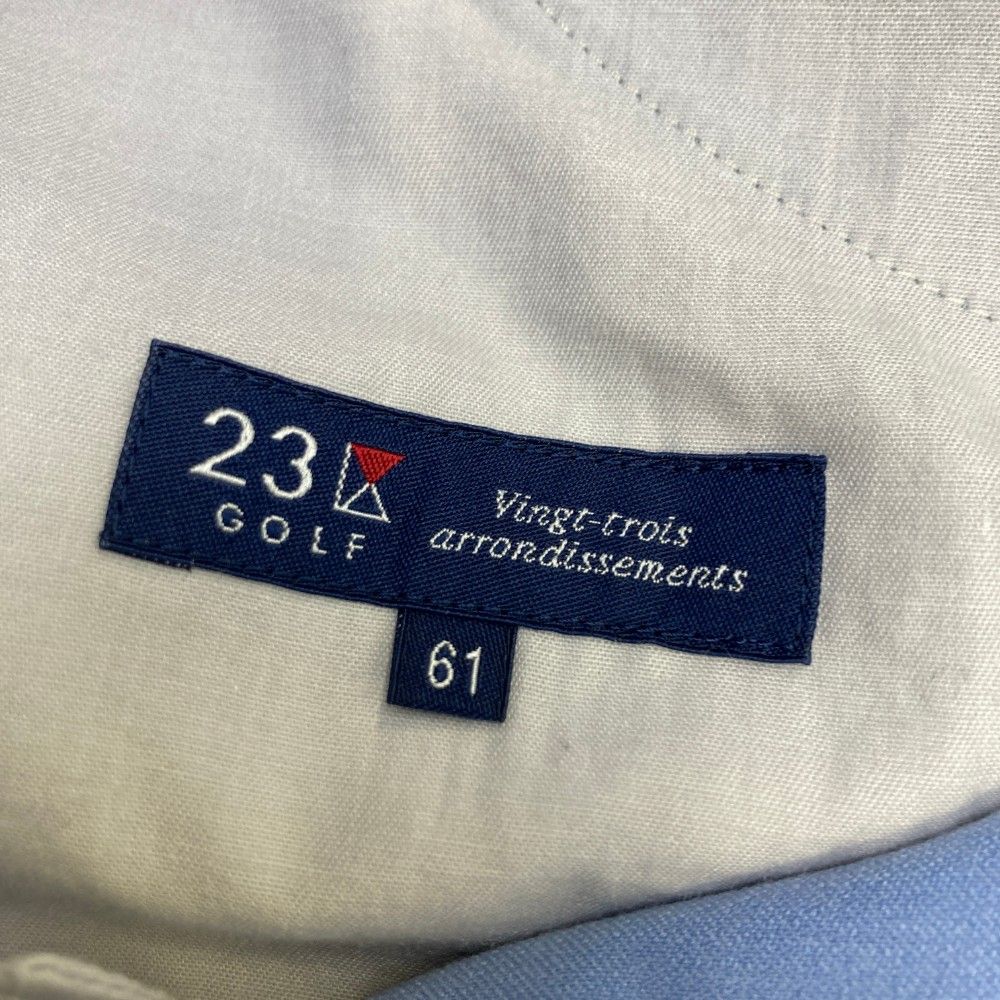 23
GOLF
Vingt-trois
arrondissements
61